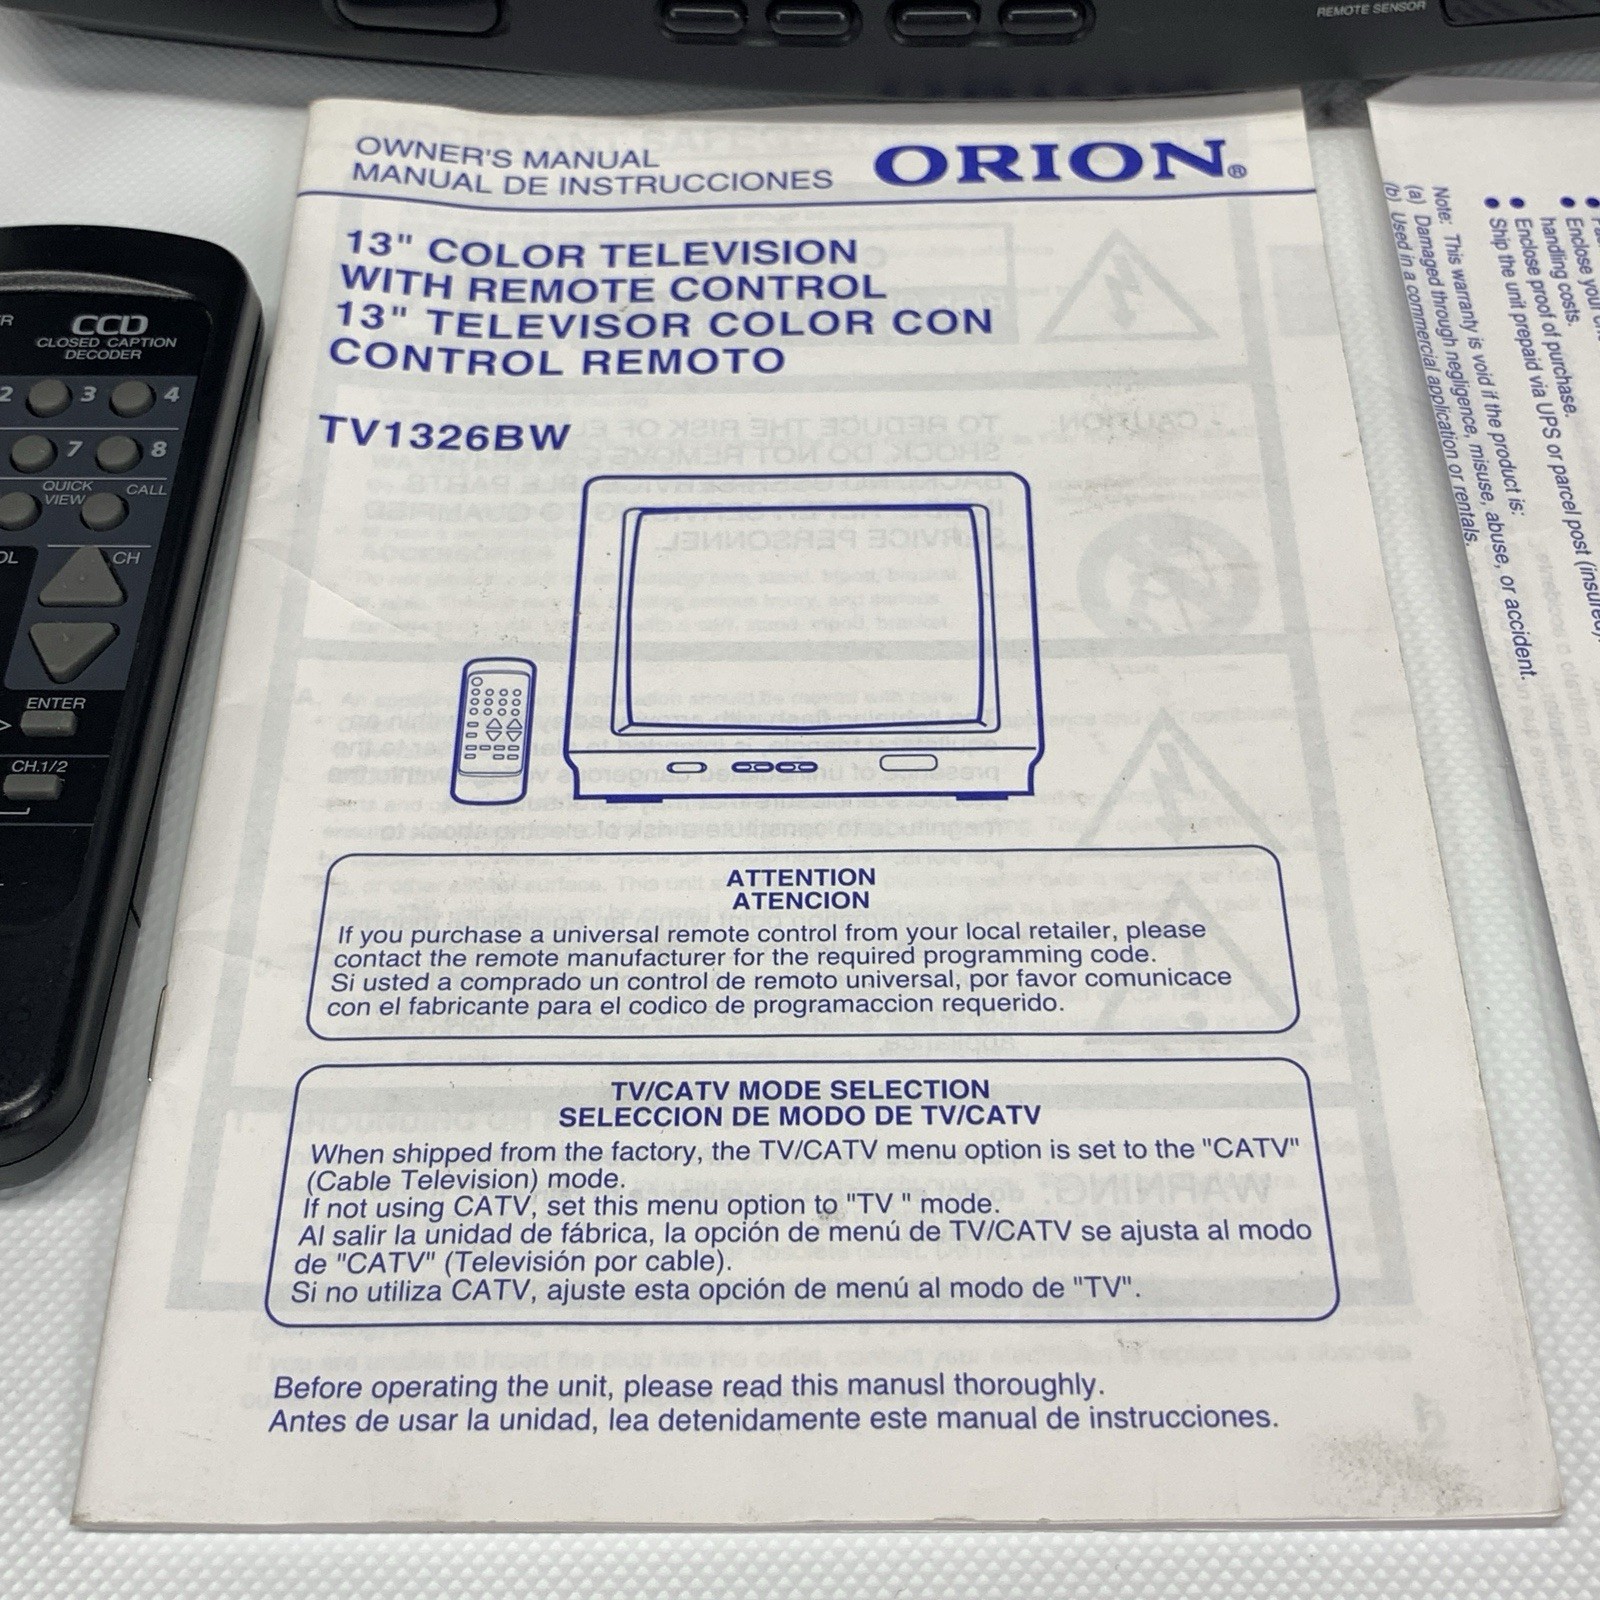 REMOTE SENSOR
OWNER'S MANUAL
MANUAL DE INSTRUCCIONES
ORION®
13" COLOR TELEVISION
WITH REMOTE CONTROL
13" TELEVISOR COLOR CON
CONTROL REMOTO
TV1326BW
ATTENTION
ATENCION
If you purchase a universal remote control from your local retailer, please
contact the remote manufacturer for the required programming code.
Si usted a comprado un control de remoto universal, por favor comunicace
con el fabricante para el codico de programaccion requerido.
TV/CATV MODE SELECTION
SELECCION DE MODO DE TV/CATV
When shipped from the factory, the TV/CATV menu option is set to the "CATV"
(Cable Television) mode.
If not using CATV, set this menu option to "TV " mode.
Al salir la unidad de fábrica, la opción de menú de TV/CATV se ajusta al modo
de "CATV" (Televisión por cable).
Si no utiliza CATV, ajuste esta opción de menú al modo de "TV".
Before operating the unit, please read this manusl thoroughly.
Antes de usar la unidad, lea detenidamente este manual de instrucciones.
CCD
CLOSED CAPTION
DECODER
2 3 4
7 8
QUICK
VIEW
CALL
CH
ENTER
CH.1/2
● Enclose your
handling costs.
● Enclose proof of purchase.
● Ship the unit prepaid via UPS or parcel post (insured)
Note: This warranty is void if the product is:
(a) Damaged through negligence, misuse, abuse, or accident.
(b) Used in a commercial application or rentals.